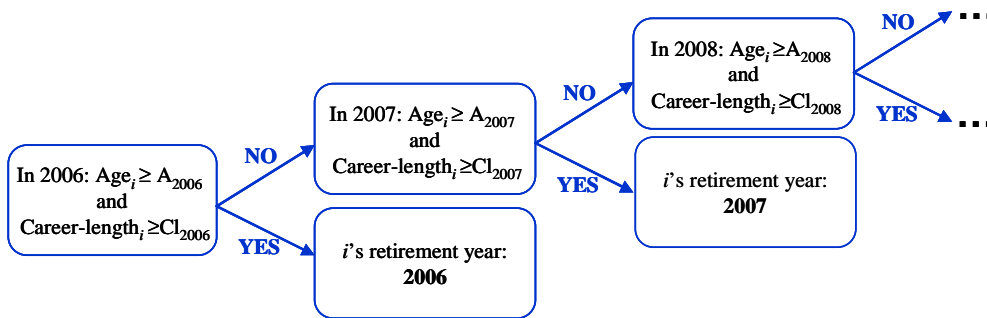 In 2006: Age_i ≥ A_2006
and
Career-length_i ≥Cl_2006
NO
YES
In 2007: Age_i ≥ A_2007
and
Career-length_i ≥Cl_2007
i's retirement year:
2006
NO
YES
In 2008: Age_i ≥A_2008
and
Career-length_i ≥Cl_2008
i's retirement year:
2007
NO
...
YES
...